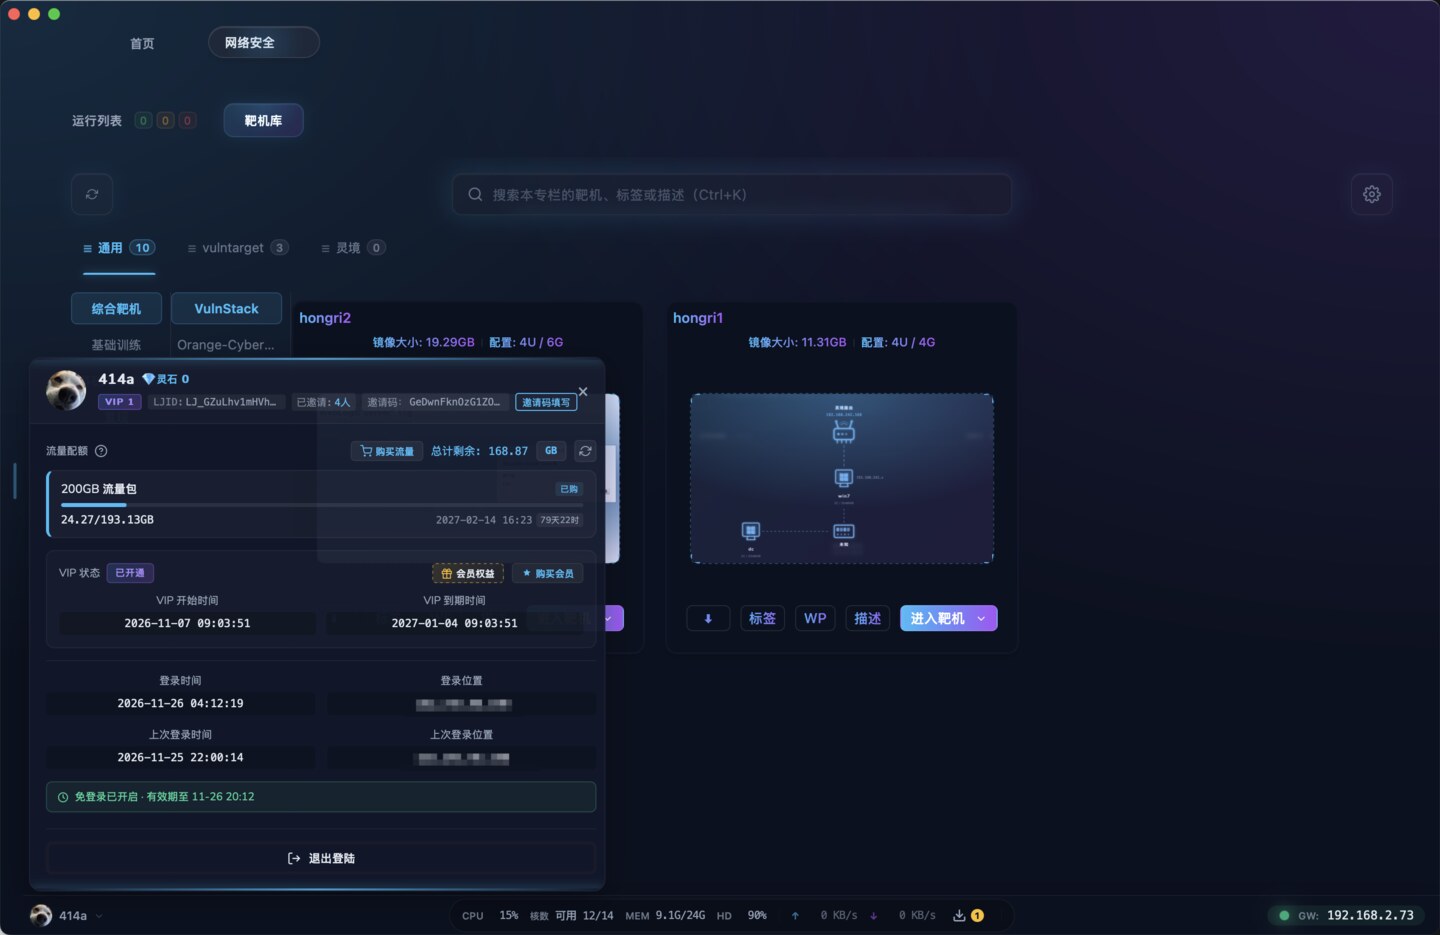 首页
网络安全
运行列表 0 0 0
靶机库
搜索本专栏的靶机、标签或描述（Ctrl+K）
通用 10
vulntarget 3
灵境 0
综合靶机
VulnStack
基础训练
Orange-Cyber...
hongri2
镜像大小: 19.29GB 配置: 4U / 6G
hongri1
镜像大小: 11.31GB 配置: 4U / 4G
win7
标签
WP
描述
进入靶机
414a 灵石 0
VIP 1
LJID: LJ_GZuLhv1mHVh...
已邀请: 4人
邀请码: GeDwnFknOzG1ZO...
邀请码填写
流量配额
购买流量
总计剩余: 168.87
GB
200GB 流量包
已购
24.27/193.13GB
2027-02-14 16:23
79天22时
VIP 状态
已开通
会员权益
购买会员
VIP 开始时间
VIP 到期时间
2026-11-07 09:03:51
2027-01-04 09:03:51
登录时间
登录位置
2026-11-26 04:12:19
上次登录时间
上次登录位置
2026-11-25 22:00:14
免登录已开启 · 有效期至 11-26 20:12
退出登陆
414a
CPU 15% 核数 可用 12/14 MEM 9.1G/24G HD 90% 0 KB/s 0 KB/s 1
GW: 192.168.2.73